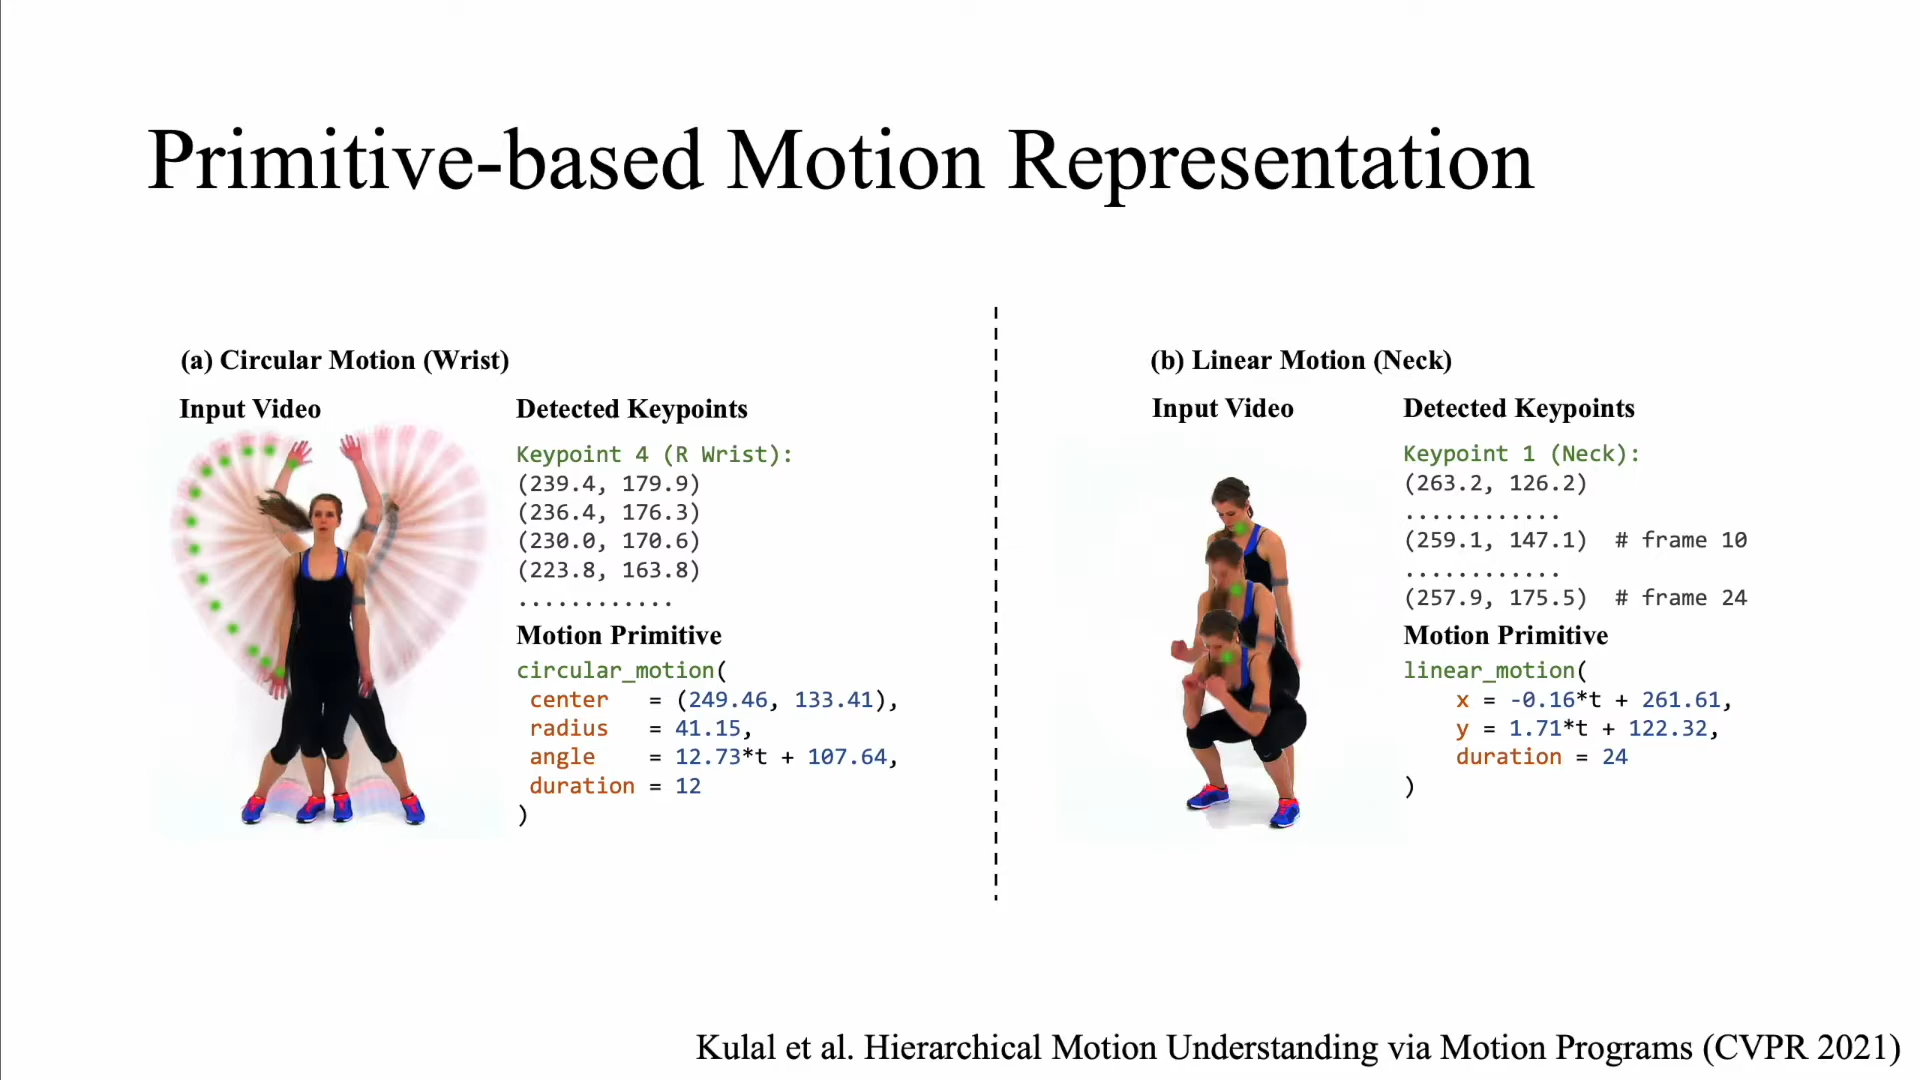 Primitive-based Motion Representation
(a) Circular Motion (Wrist)
Input Video
Detected Keypoints
Keypoint 4 (R Wrist):
(239.4, 179.9)
(236.4, 176.3)
(230.0, 170.6)
(223.8, 163.8)
............
Motion Primitive
circular_motion(
center = (249.46, 133.41),
radius = 41.15,
angle = 12.73*t + 107.64,
duration = 12
)
(b) Linear Motion (Neck)
Input Video
Detected Keypoints
Keypoint 1 (Neck):
(263.2, 126.2)
............
(259.1, 147.1) # frame 10
............
(257.9, 175.5) # frame 24
Motion Primitive
linear_motion(
x = -0.16*t + 261.61,
y = 1.71*t + 122.32,
duration = 24
)
Kulal et al. Hierarchical Motion Understanding via Motion Programs (CVPR 2021)